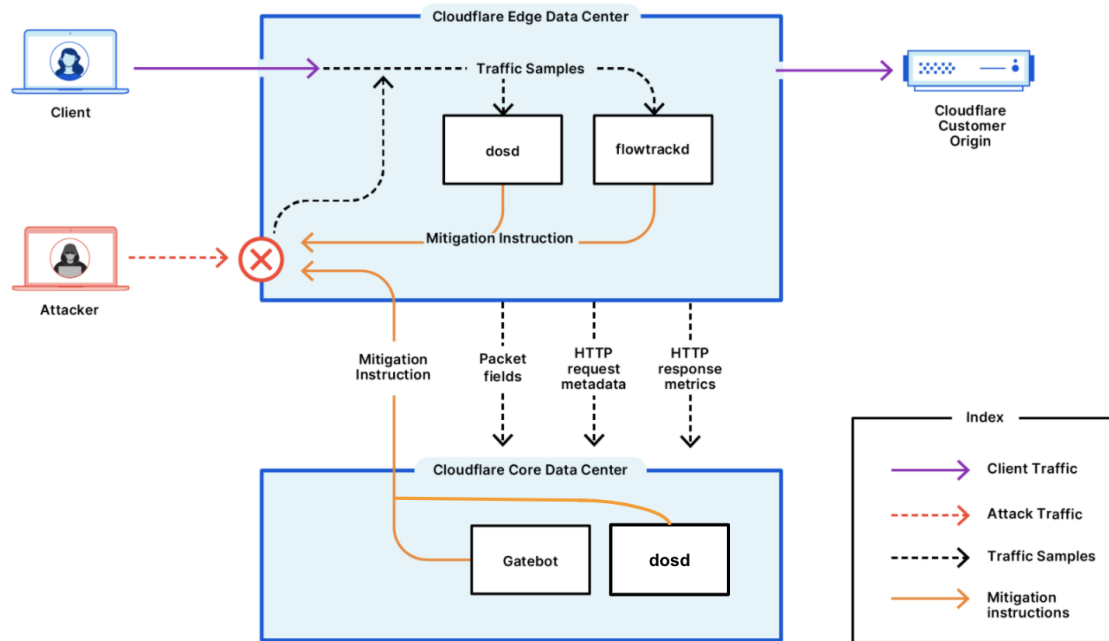 Cloudflare Edge Data Center
Client
Traffic Samples
Cloudflare
Customer
Origin
dosd
flowtrackd
Mitigation Instruction
Attacker
Mitigation
Instruction
Packet
fields
HTTP
request
metadata
HTTP
response
metrics
Cloudflare Core Data Center
Gatebot
dosd
Index
Client Traffic
Attack Traffic
Traffic Samples
Mitigation
instructions